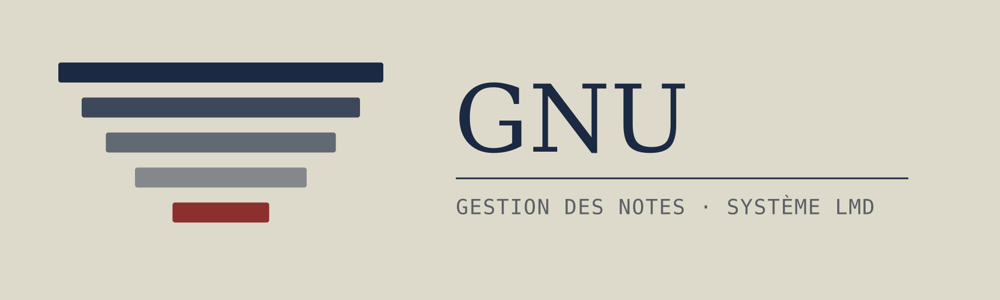 GNU
GESTION DES NOTES · SYSTÈME LMD